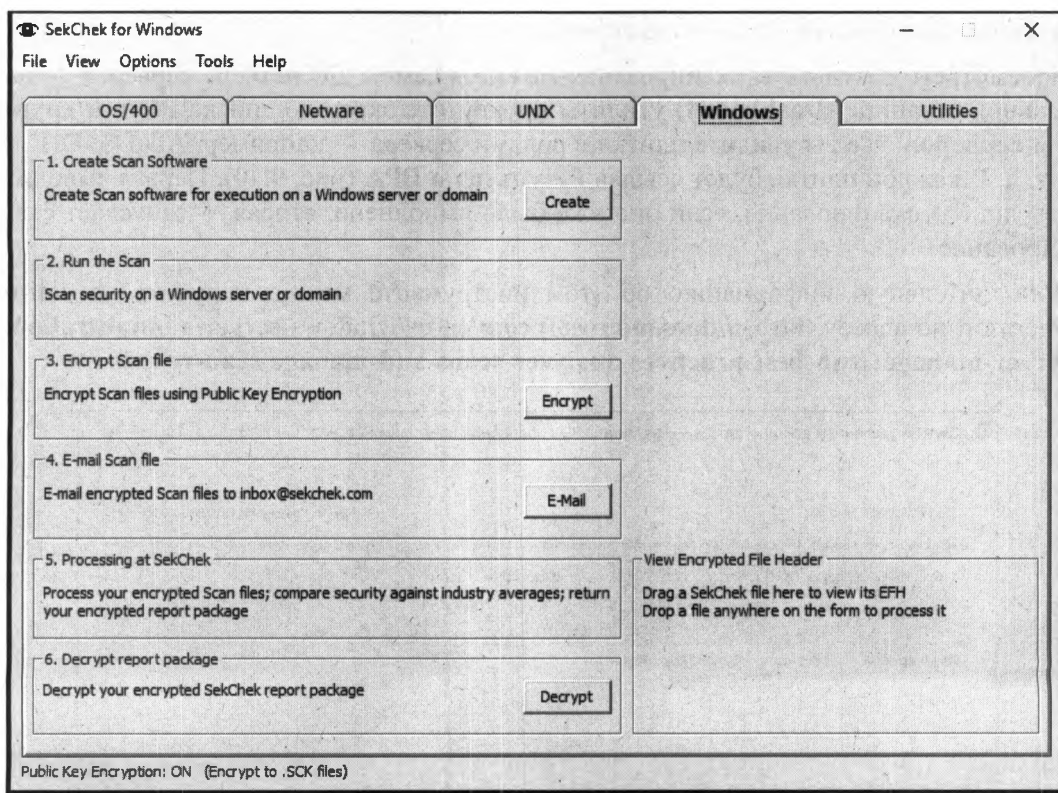 SekChek for Windows
File View Options Tools Help
OS/400 Netware UNIX Windows Utilities
1. Create Scan Software
Create Scan software for execution on a Windows server or domain
Create
2. Run the Scan
Scan security on a Windows server or domain
3. Encrypt Scan file
Encrypt Scan files using Public Key Encryption
Encrypt
4. E-mail Scan file
E-mail encrypted Scan files to inbox@sekchek.com
E-Mail
5. Processing at SekChek
Process your encrypted Scan files; compare security against industry averages; return
your encrypted report package
View Encrypted File Header
Drag a SekChek file here to view its EFH
Drop a file anywhere on the form to process it
6. Decrypt report package
Decrypt your encrypted SekChek report package
Decrypt
Public Key Encryption: ON (Encrypt to .SCK files)